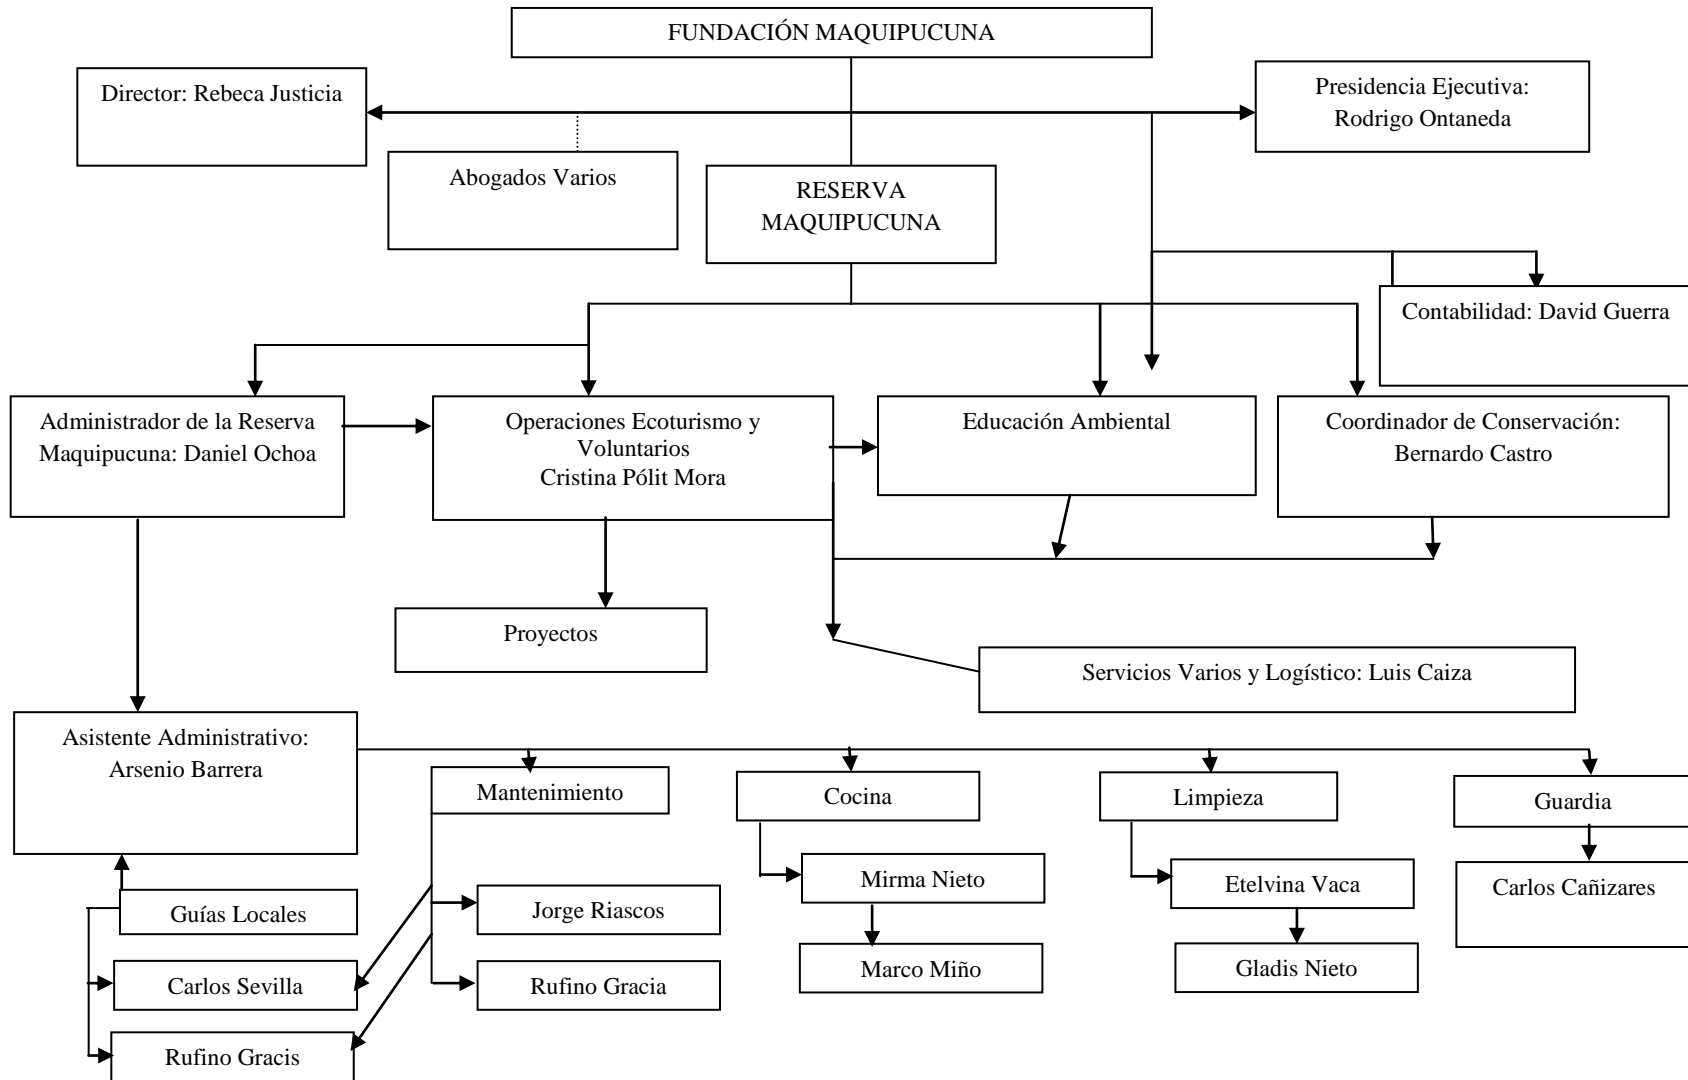 FUNDACIÓN MAQUIPUCUNA
Director: Rebeca Justicia
Presidencia Ejecutiva:
Rodrigo Ontaneda
Abogados Varios
RESERVA
MAQUIPUCUNA
Contabilidad: David Guerra
Administrador de la Reserva
Maquipucuna: Daniel Ochoa
Operaciones Ecoturismo y
Voluntarios
Cristina Pólit Mora
Educación Ambiental
Coordinador de Conservación:
Bernardo Castro
Proyectos
Servicios Varios y Logístico: Luis Caiza
Asistente Administrativo:
Arsenio Barrera
Mantenimiento
Cocina
Limpieza
Guardia
Mirma Nieto
Etelvina Vaca
Carlos Cañizares
Guías Locales
Jorge Riascos
Marco Miño
Gladis Nieto
Carlos Sevilla
Rufino Gracia
Rufino Gracis